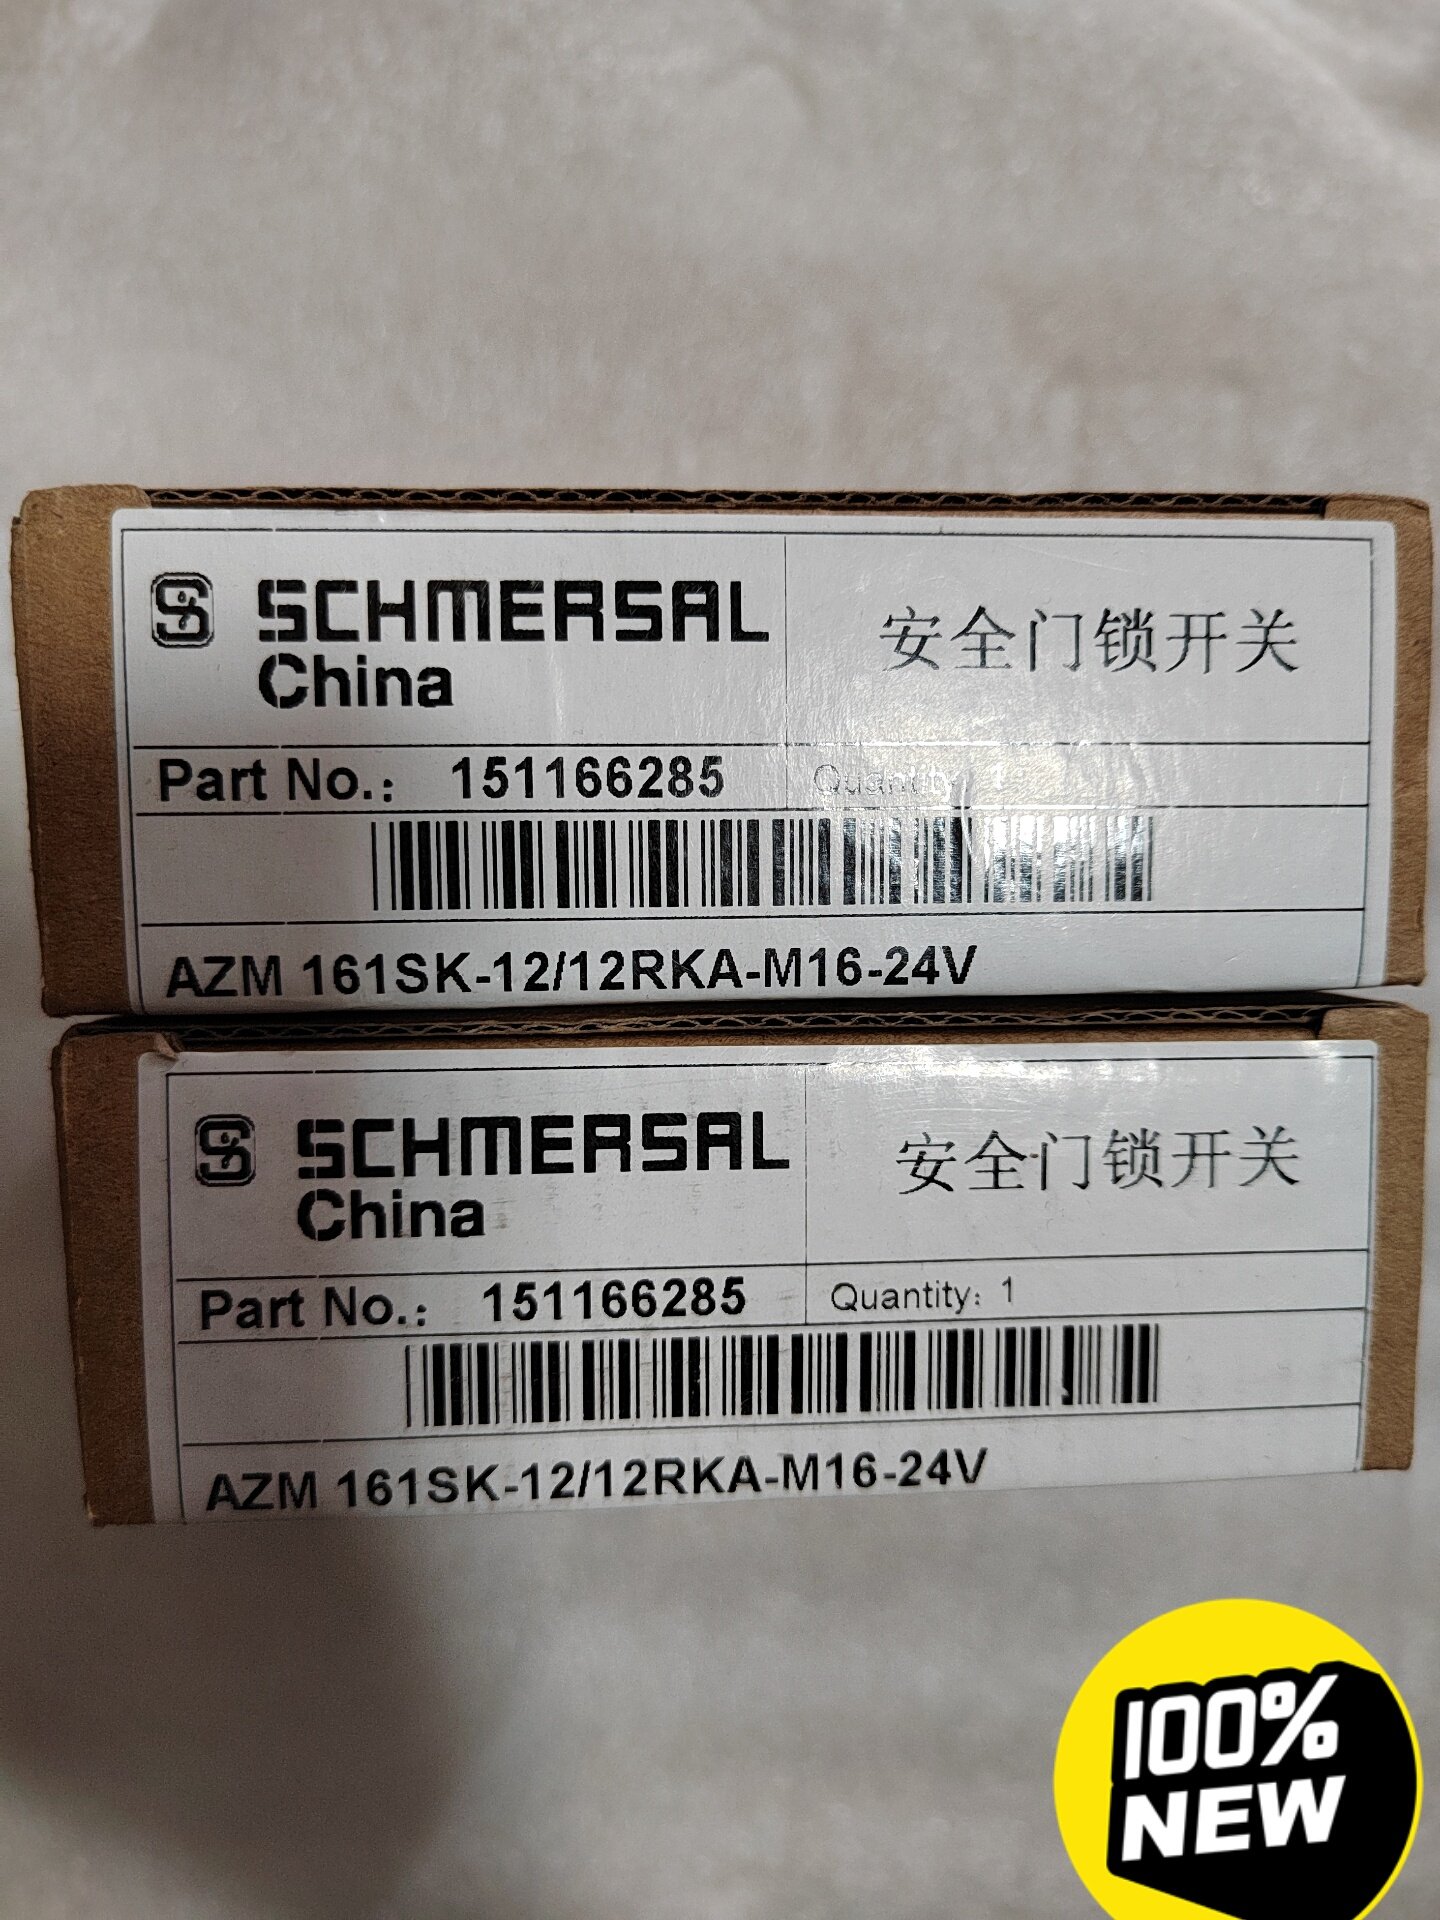 SCHMERSAL
China
安全门锁开关
Part No.： 151166285
Quantity：1
AZM 161SK-12/12RKA-M16-24V
SCHMERSAL
China
安全门锁开关
Part No.： 151166285
Quantity：1
AZM 161SK-12/12RKA-M16-24V
100%
NEW